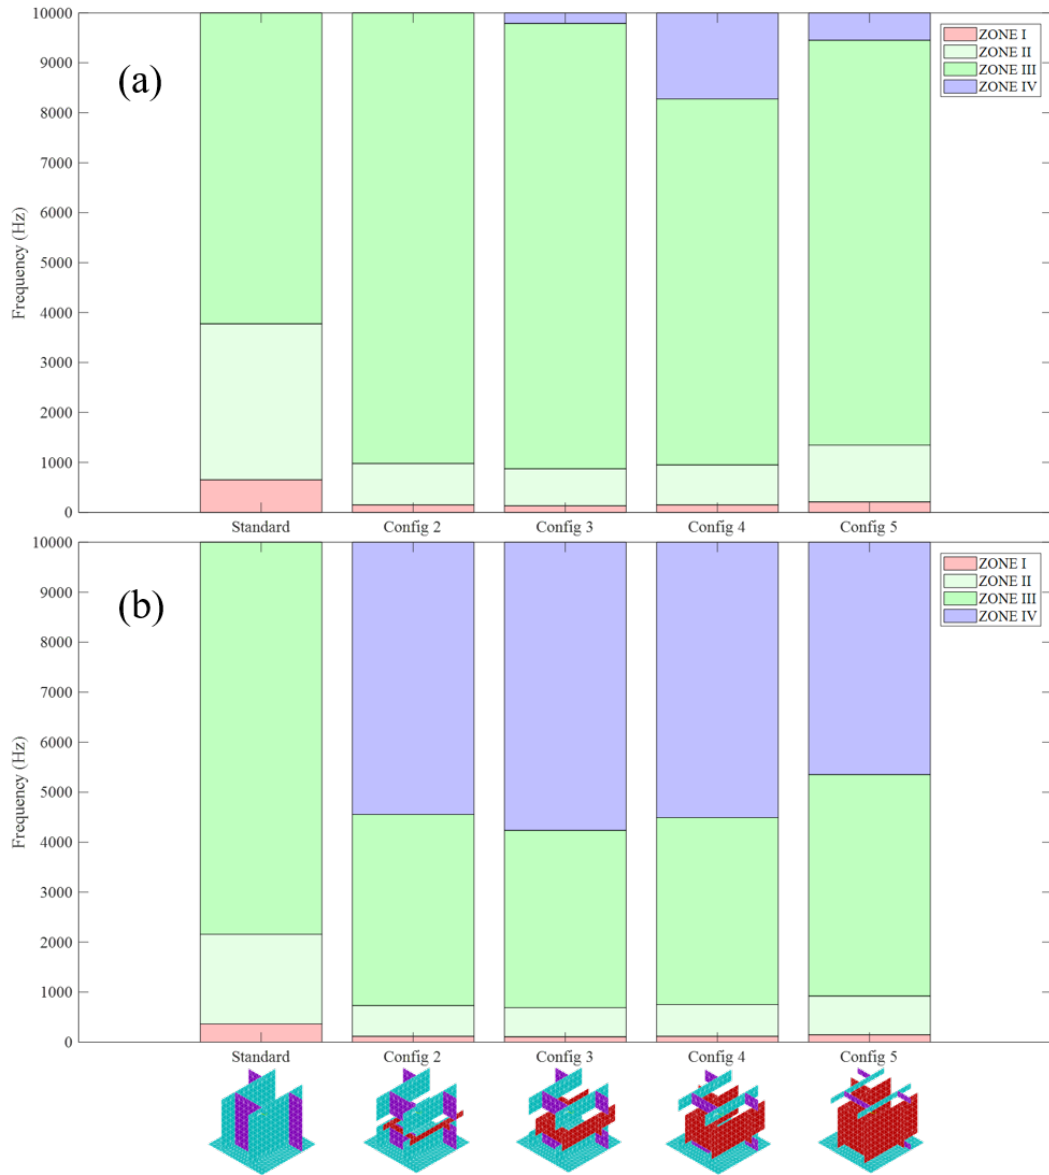 10000
9000
8000
7000
6000
5000
4000
3000
2000
1000
0
Frequency (Hz)
(a)
ZONE I
ZONE II
ZONE III
ZONE IV
Standard Config 2 Config 3 Config 4 Config 5
10000
9000
8000
7000
6000
5000
4000
3000
2000
1000
0
Frequency (Hz)
(b)
ZONE I
ZONE II
ZONE III
ZONE IV
Standard Config 2 Config 3 Config 4 Config 5